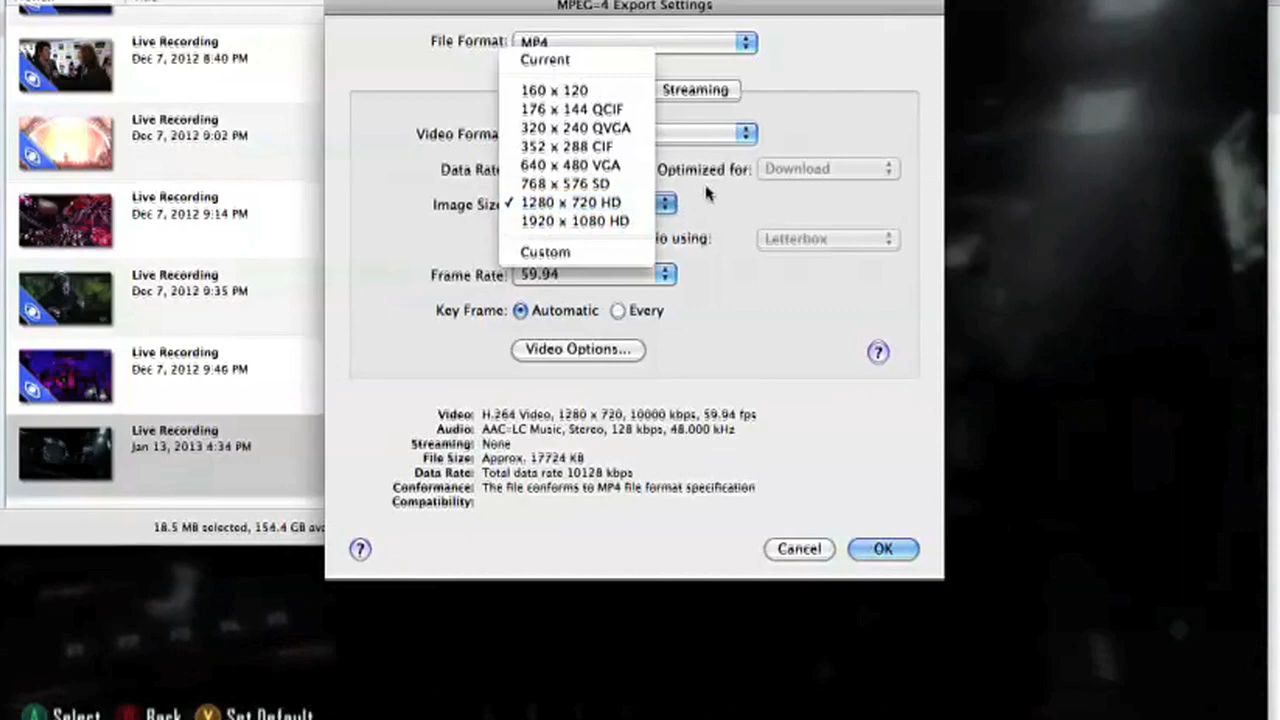 MPEG-4 Export Settings
Live Recording
Dec 7, 2012 8:40 PM
Live Recording
Dec 7, 2012 9:02 PM
Live Recording
Dec 7, 2012 9:14 PM
Live Recording
Dec 7, 2012 9:35 PM
Live Recording
Dec 7, 2012 9:46 PM
Live Recording
Jan 13, 2013 4:34 PM
18.5 MB selected, 154.4 GB
File Format: MP4
Current
160 x 120
176 x 144 QCIF
320 x 240 QVGA
352 x 288 CIF
640 x 480 VGA
768 x 576 SD
✓ 1280 x 720 HD
1920 x 1080 HD
Custom
Streaming
Video Forma
Data Rate
Optimized for: Download
Image Size
using: Letterbox
Frame Rate: 59.94
Key Frame: Automatic Every
Video Options...
?
Video: H.264 Video, 1280 x 720, 10000 kbps, 59.94 fps
Audio: AAC-LC Music, Stereo, 128 kbps, 48.000 kHz
Streaming: None
File Size: Approx. 17724 KB
Data Rate: Total data rate 10128 kbps
Conformance: The file conforms to MP4 file format specification
Compatibility:
?
Cancel OK
A Select B Back Y Set Default